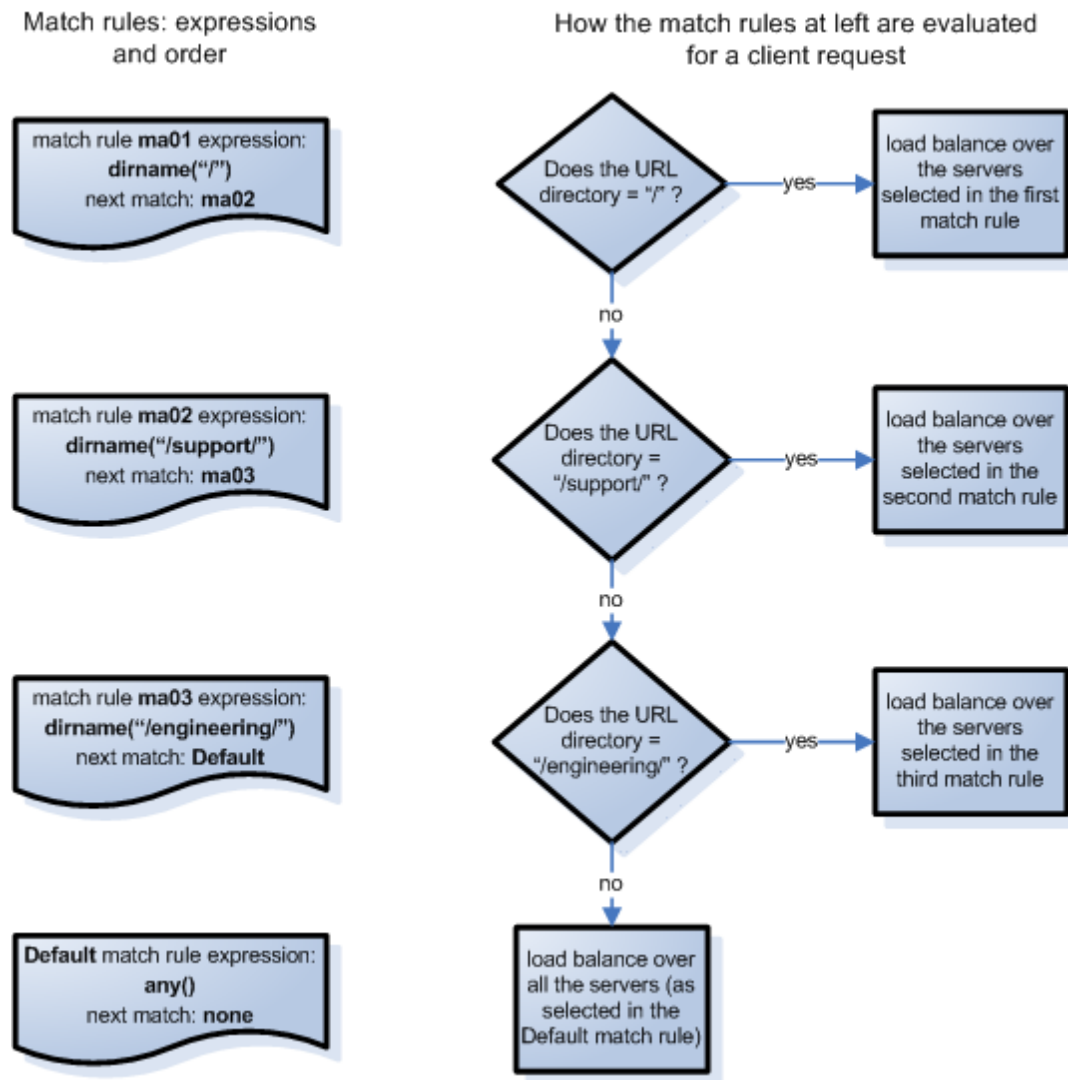 Match rules: expressions
and order
How the match rules at left are evaluated
for a client request
match rule ma01 expression:
dirname(“/”)
next match: ma02
Does the URL
directory = “/” ?
yes
load balance over
the servers
selected in the first
match rule
no
match rule ma02 expression:
dirname(“/support/”)
next match: ma03
Does the URL
directory =
“/support/” ?
yes
load balance over
the servers
selected in the
second match rule
no
match rule ma03 expression:
dirname(“/engineering/”)
next match: Default
Does the URL
directory =
“/engineering/” ?
yes
load balance over
the servers
selected in the
third match rule
no
Default match rule expression:
any()
next match: none
load balance over
all the servers (as
selected in the
Default match rule)